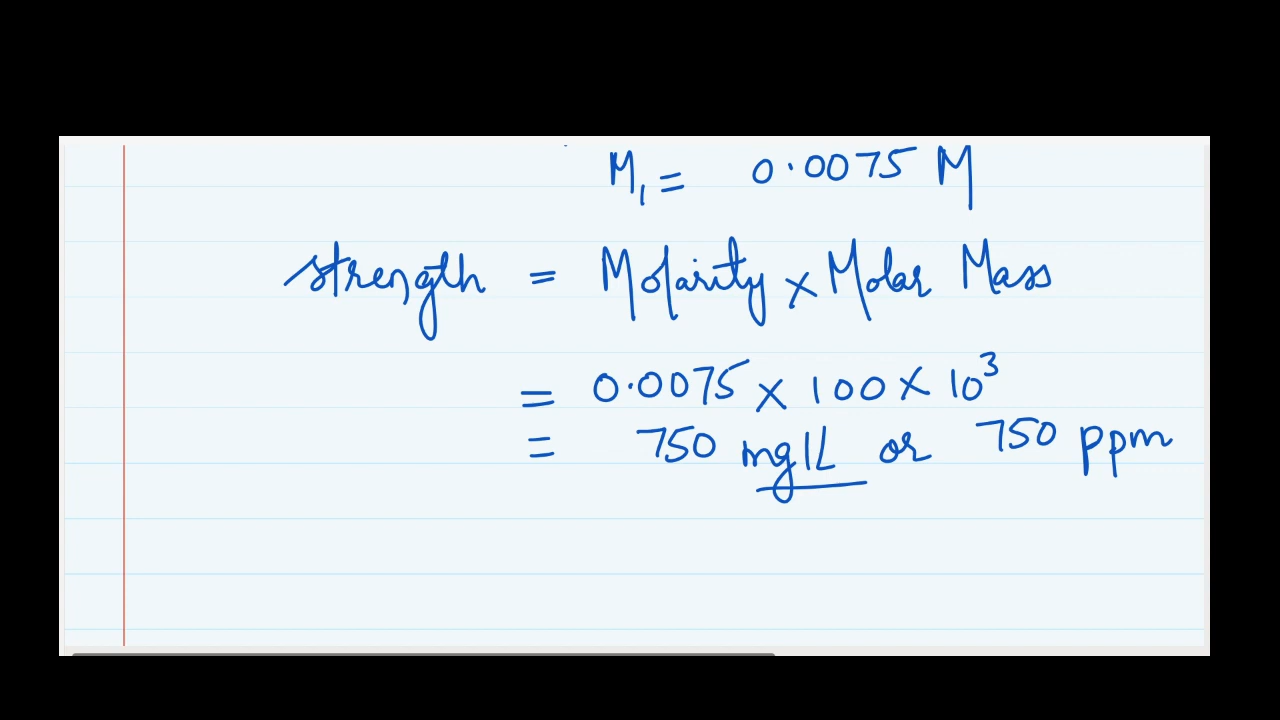 M₁ = 0.0075 M
strength = Molarity × Molar Mass
= 0.0075 × 100 × 10³
= 750 mg/L or 750 ppm